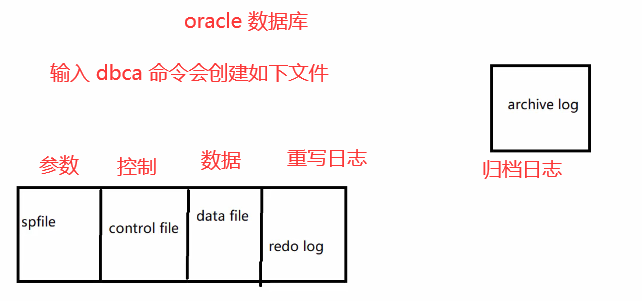 oracle 数据库
输入 dbca 命令会创建如下文件
archive log
归档日志
参数 控制 数据 重写日志
spfile control file data file redo log